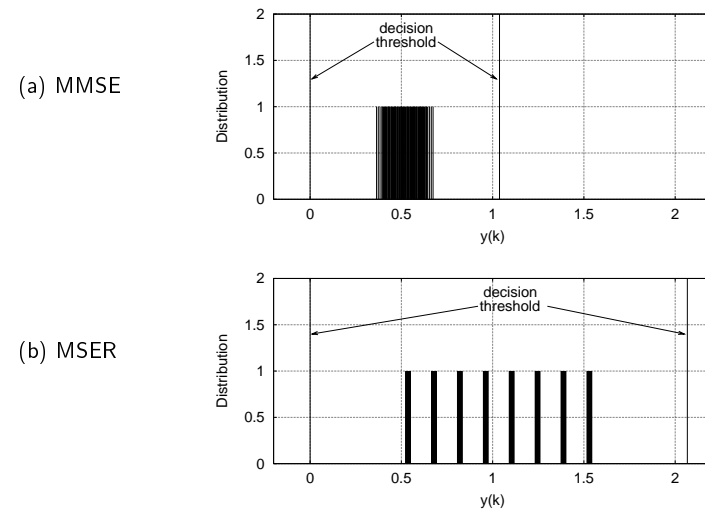 (a) MMSE
Distribution
2
1.5
1
0.5
0
decision
threshold
0 0.5 1 1.5 2
y(k)
(b) MSER
Distribution
2
1.5
1
0.5
0
decision
threshold
0 0.5 1 1.5 2
y(k)